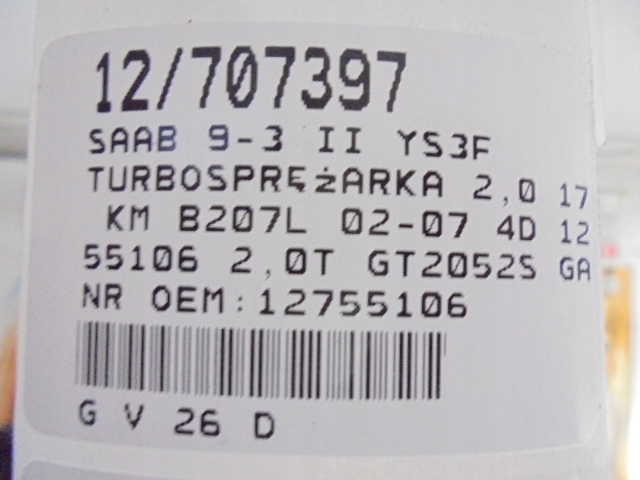 12/707397
SAAB 9-3 II YS3F
TURBOSPRĘŻARKA 2,0 17
KM B207L 02-07 4D 12
55106 2,0T GT2052S GA
NR OEM:12755106
G V 26 D